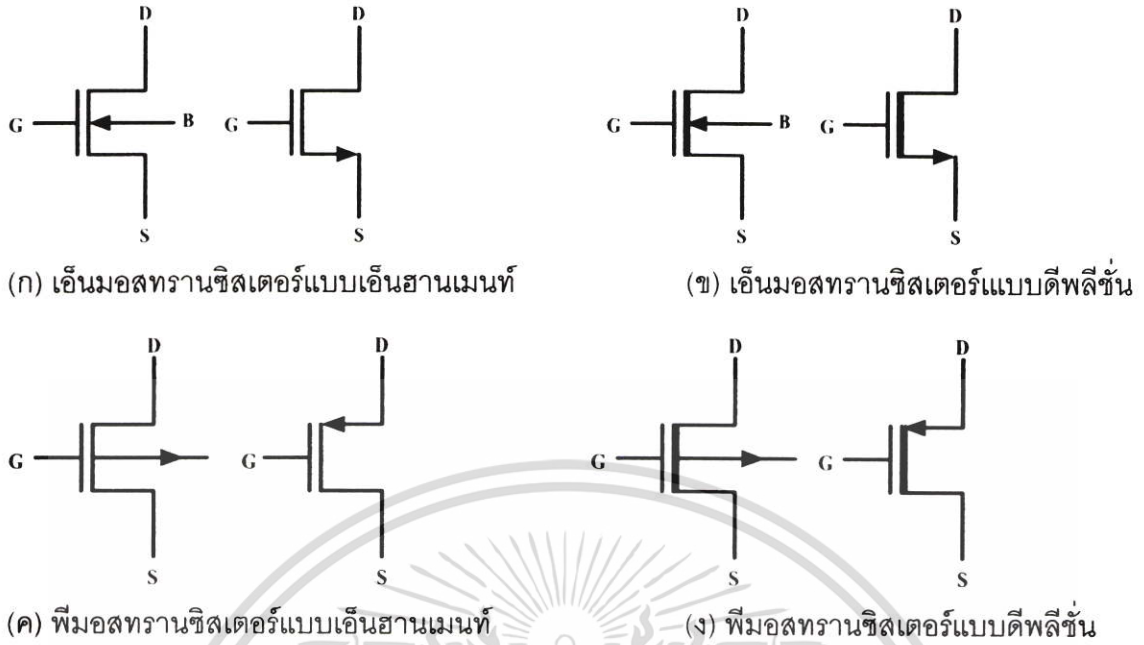 D D D D
G B G G B G
S S S S
(ก) เอ็นมอสทรานซิสเตอร์แบบเอ็นฮานเมนท์ (ข) เอ็นมอสทรานซิสเตอร์แบบดีพลีชั่น
D D D D
G G G G
S S S S
(ค) พีมอสทรานซิสเตอร์แบบเอ็นฮานเมนท์ (ง) พีมอสทรานซิสเตอร์แบบดีพลีชั่น